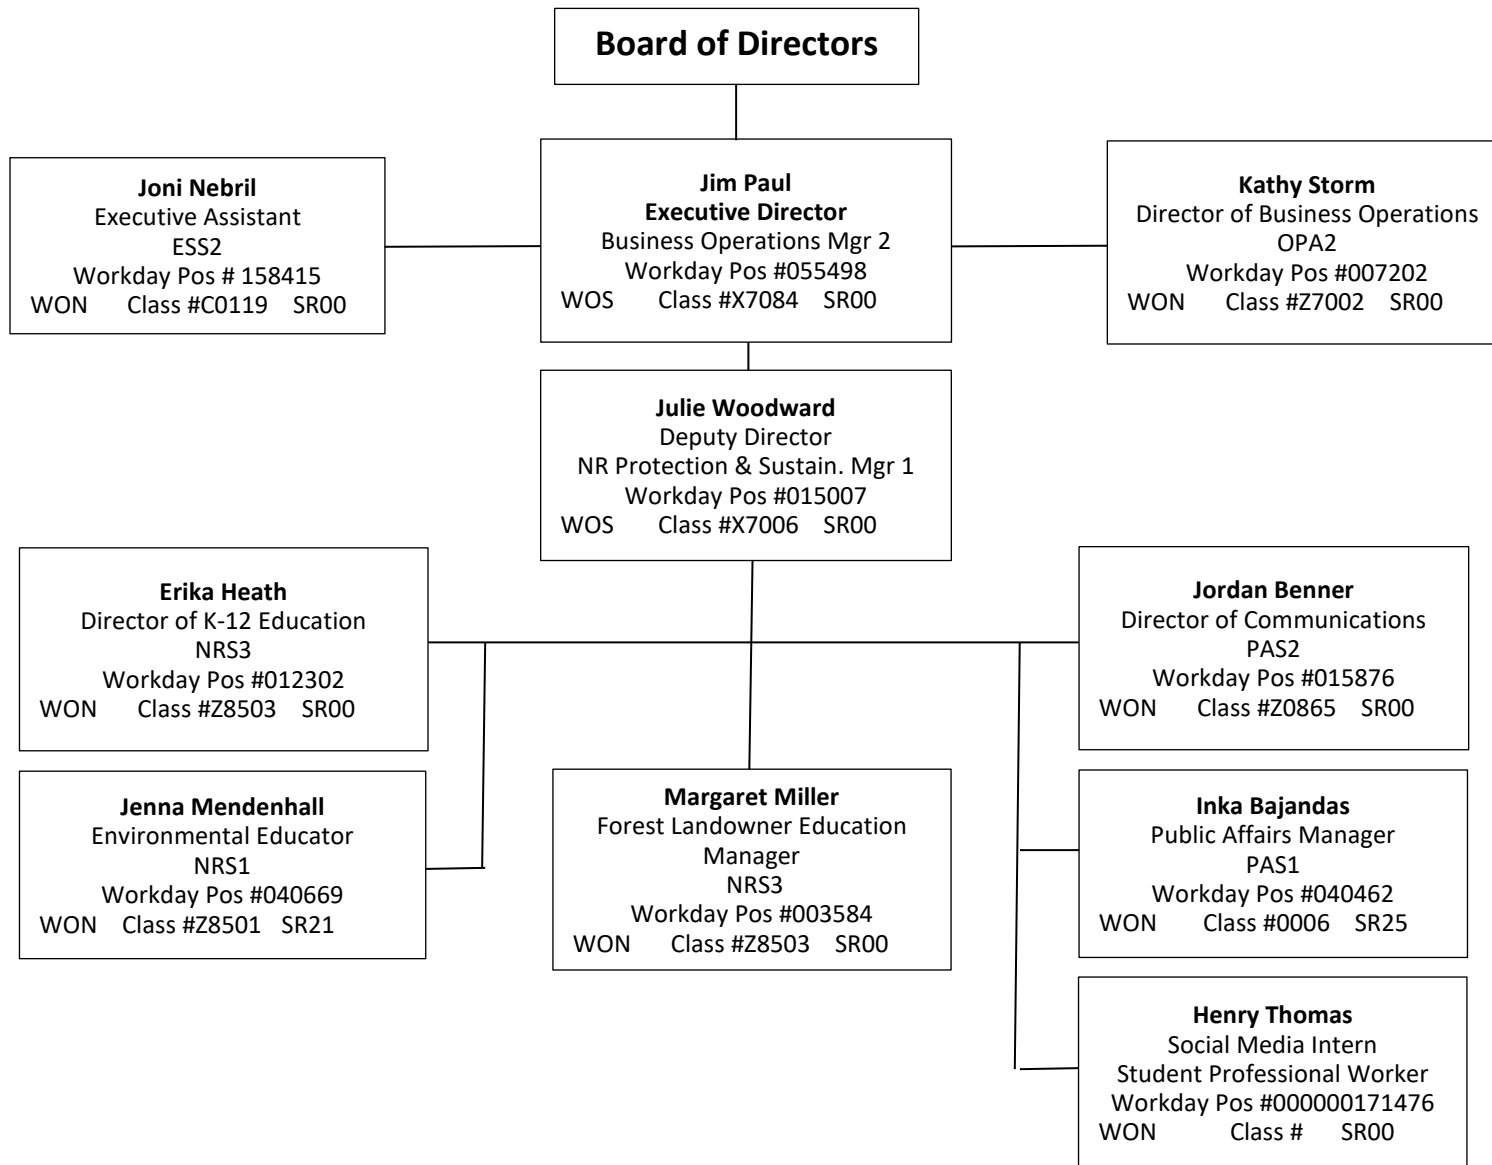 Board of Directors
Joni Nebril
Executive Assistant
ESS2
Workday Pos # 158415
WON Class #C0119 SR00
Jim Paul
Executive Director
Business Operations Mgr 2
Workday Pos #055498
WOS Class #X7084 SR00
Kathy Storm
Director of Business Operations
OPA2
Workday Pos #007202
WON Class #Z7002 SR00
Julie Woodward
Deputy Director
NR Protection & Sustain. Mgr 1
Workday Pos #015007
WOS Class #X7006 SR00
Erika Heath
Director of K-12 Education
NRS3
Workday Pos #012302
WON Class #Z8503 SR00
Jordan Benner
Director of Communications
PAS2
Workday Pos #015876
WON Class #Z0865 SR00
Jenna Mendenhall
Environmental Educator
NRS1
Workday Pos #040669
WON Class #Z8501 SR21
Margaret Miller
Forest Landowner Education
Manager
NRS3
Workday Pos #003584
WON Class #Z8503 SR00
Inka Bajandas
Public Affairs Manager
PAS1
Workday Pos #040462
WON Class #0006 SR25
Henry Thomas
Social Media Intern
Student Professional Worker
Workday Pos #000000171476
WON Class # SR00